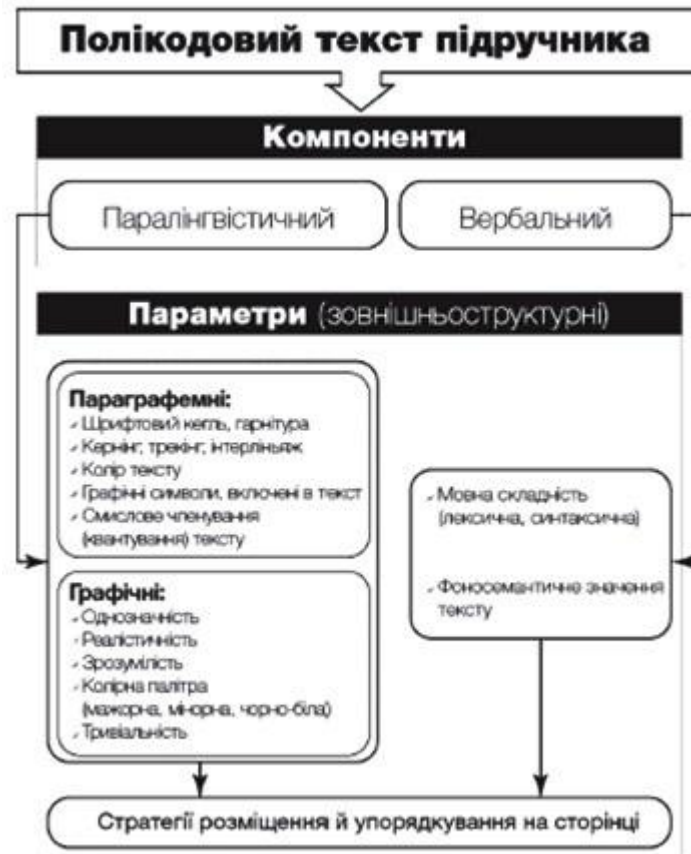 Полікодовий текст підручника
Компоненти
Паралінгвістичний
Вербальний
Параметри (зовнішньоструктурні)
Параграфемні:
Шрифтовий кегль, гарнітура
Кернінг, трекінг, інтерліньяж
Колір тексту
Графічні символи, включені в текст
Смислове членування
(квантування) тексту
Графічні:
Однозначність
Реалістичність
Зрозумілість
Колірна палітра
(мажорна, мінорна, чорно-біла)
Тривіальність
Мовна складність
(лексична, синтаксична)
Фоносемантичне значення
тексту
Стратегії розміщення й упорядкування на сторінці